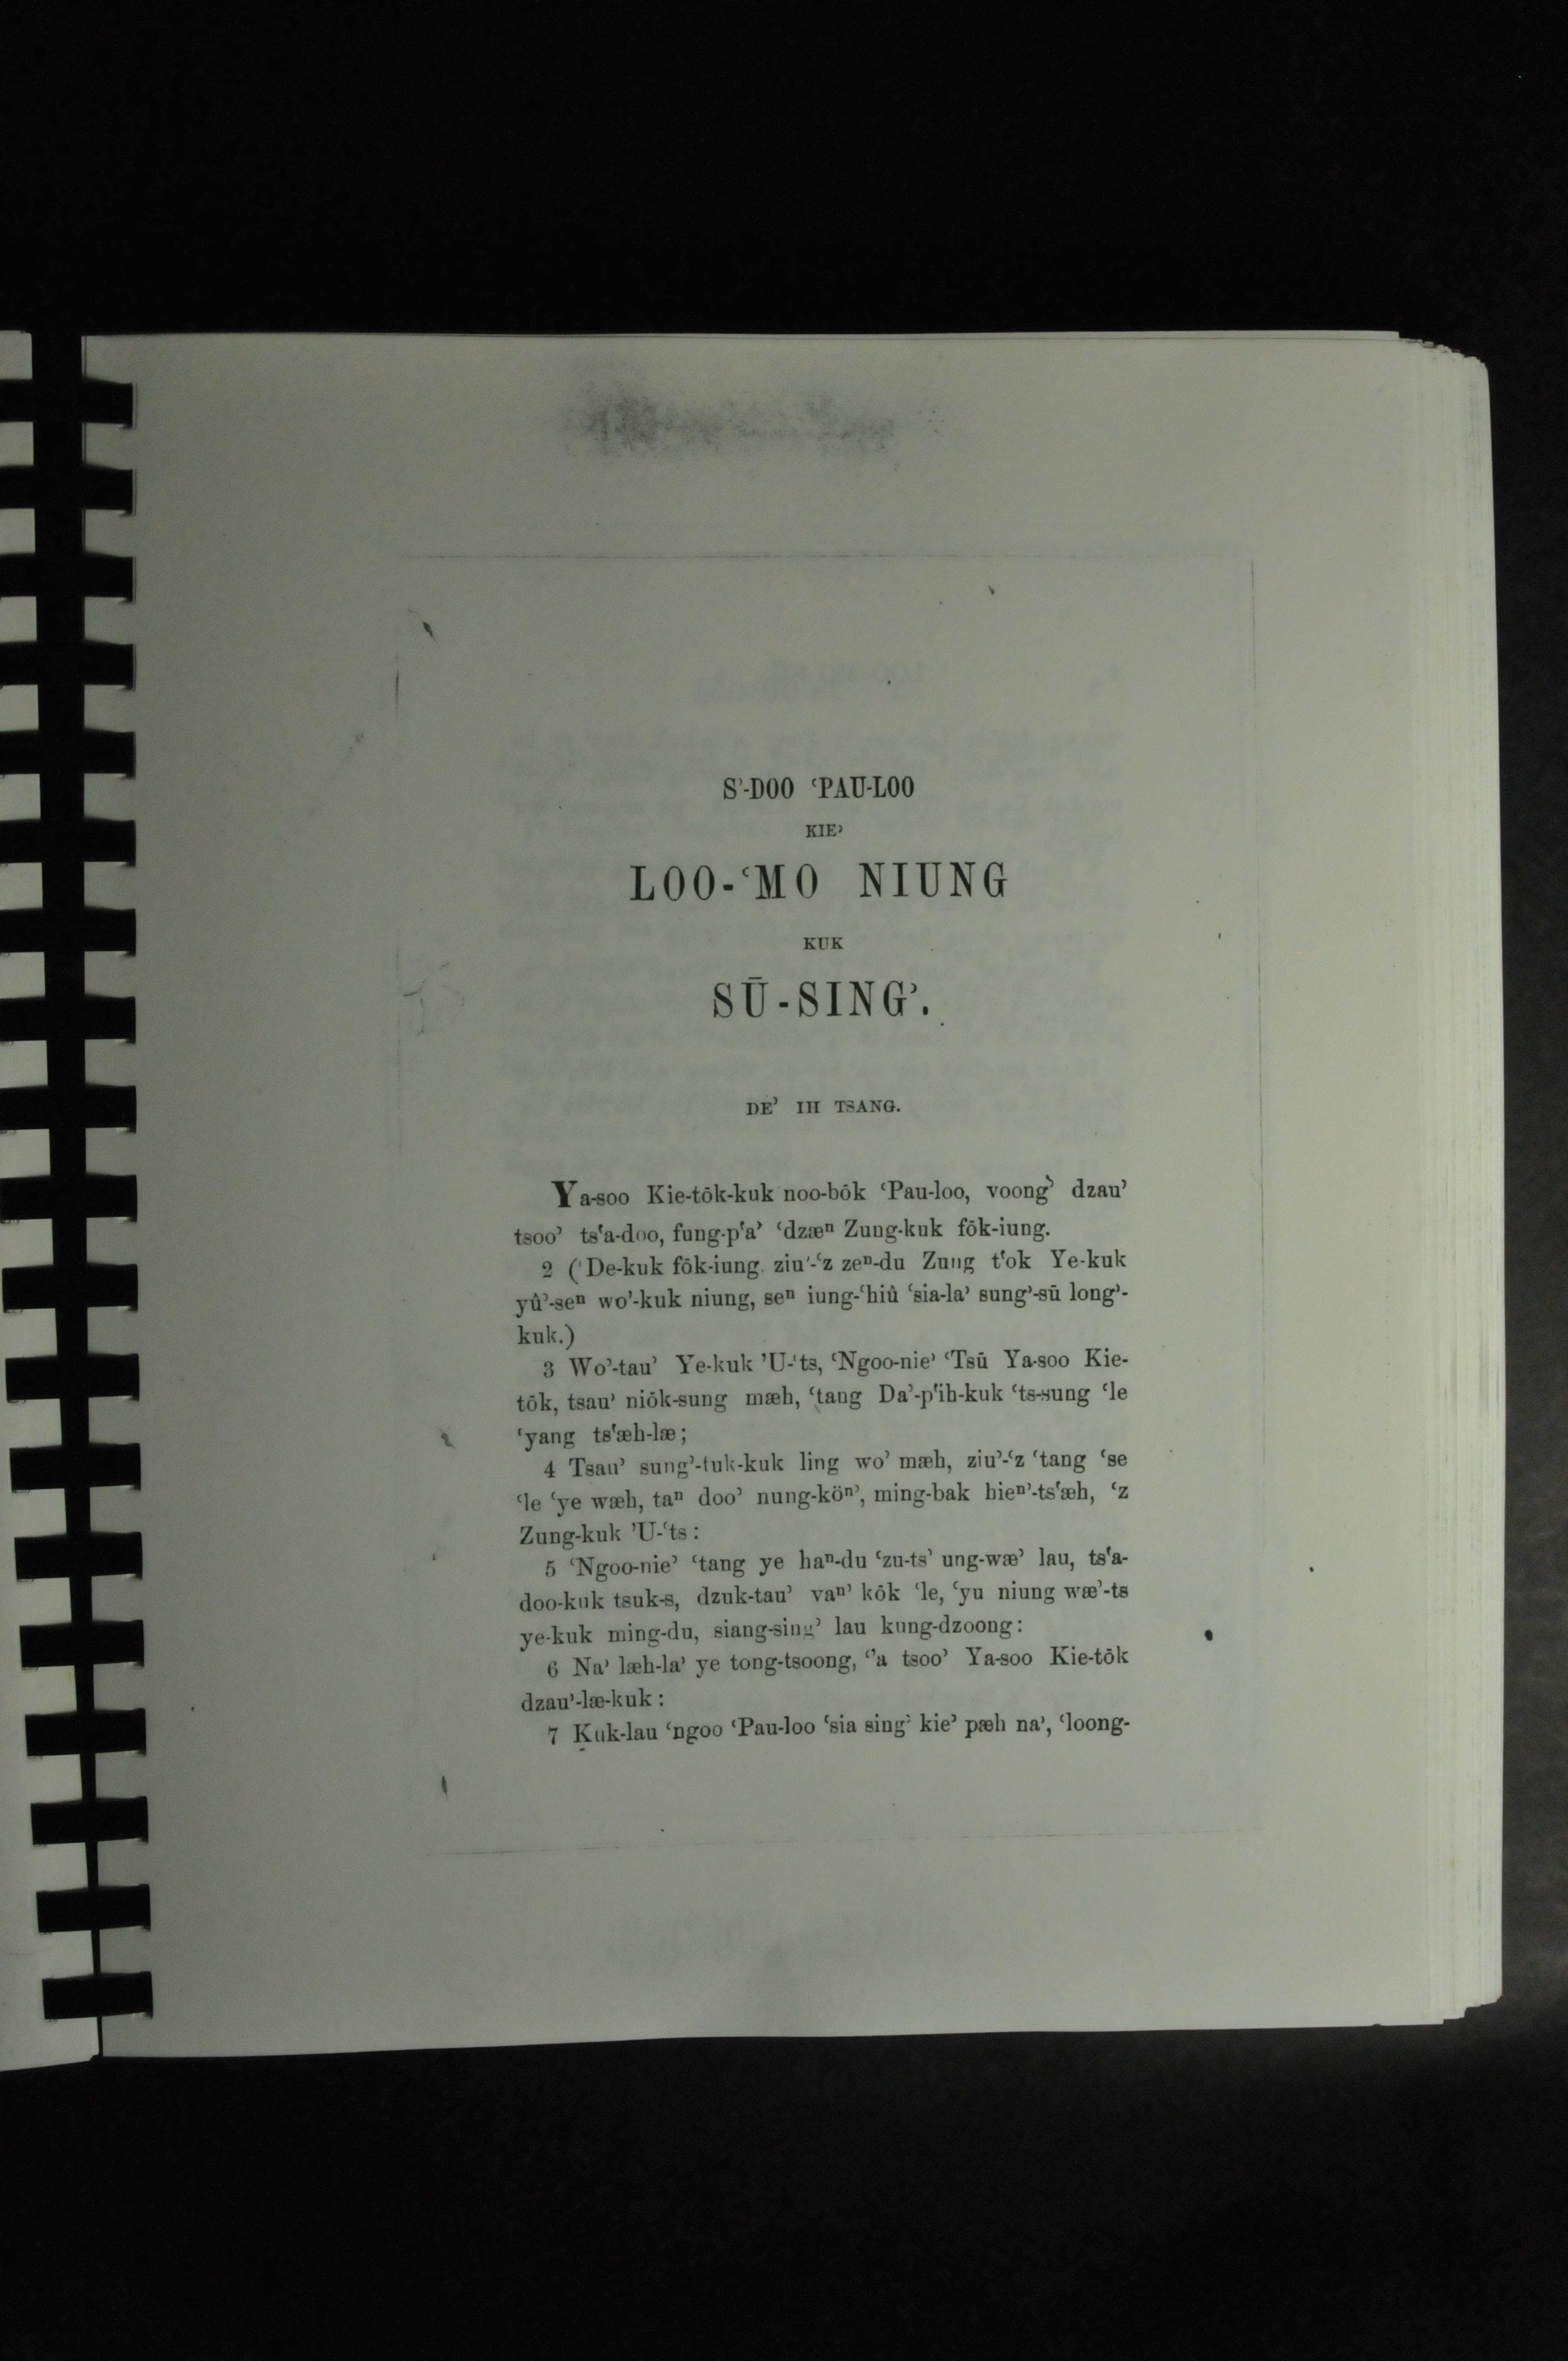 S’-DOO ‘PAU-LOO
KIE’
LOO-‘MO NIUNG
KUK
SŪ-SING’.
DE’ IH TSANG.
Ya-soo Kie-tōk-kuk noo-bōk ‘Pau-loo, voong’ dzau’
tsoo’ ts‘a-doo, fung-p‘a’ ‘dzæⁿ Zung-kuk fōk-iung.
2 (‘De-kuk fōk-iung ziu’-‘z zeⁿ-du Zung t‘ok Ye-kuk
yû’-seⁿ wo’-kuk niung, seⁿ iung-‘hiû ‘sia-la’ sung’-sū long’-
kuk.)
3 Wo’-tau’ Ye-kuk ’U-‘ts, ‘Ngoo-nie’ ‘Tsū Ya-soo Kie-
tōk, tsau’ niōk-sung mæh, ‘tang Da’-p‘ih-kuk ‘ts-sung ‘le
‘yang ts‘æh-læ;
4 Tsau’ sung’-tuk-kuk ling wo’ mæh, ziu’-‘z ‘tang ‘se
‘le ‘ye wæh, taⁿ doo’ nung-köⁿ’, ming-bak hieⁿ’-ts‘æh, ‘z
Zung-kuk ’U-‘ts:
5 ‘Ngoo-nie’ ‘tang ye haⁿ-du ‘zu-ts’ ung-wæ’ lau, ts‘a-
doo-kuk tsuk-s, dzuk-tau’ vaⁿ’ kōk ‘le, ‘yu niung wæ’-ts
ye-kuk ming-du, siang-sing’ lau kung-dzoong:
6 Na’ læh-la’ ye tong-tsoong, ‘’a tsoo’ Ya-soo Kie-tōk
dzau’-læ-kuk:
7 Kuk-lau ‘ngoo ‘Pau-loo ‘sia sing’ kie’ pæh na’, ‘loong-